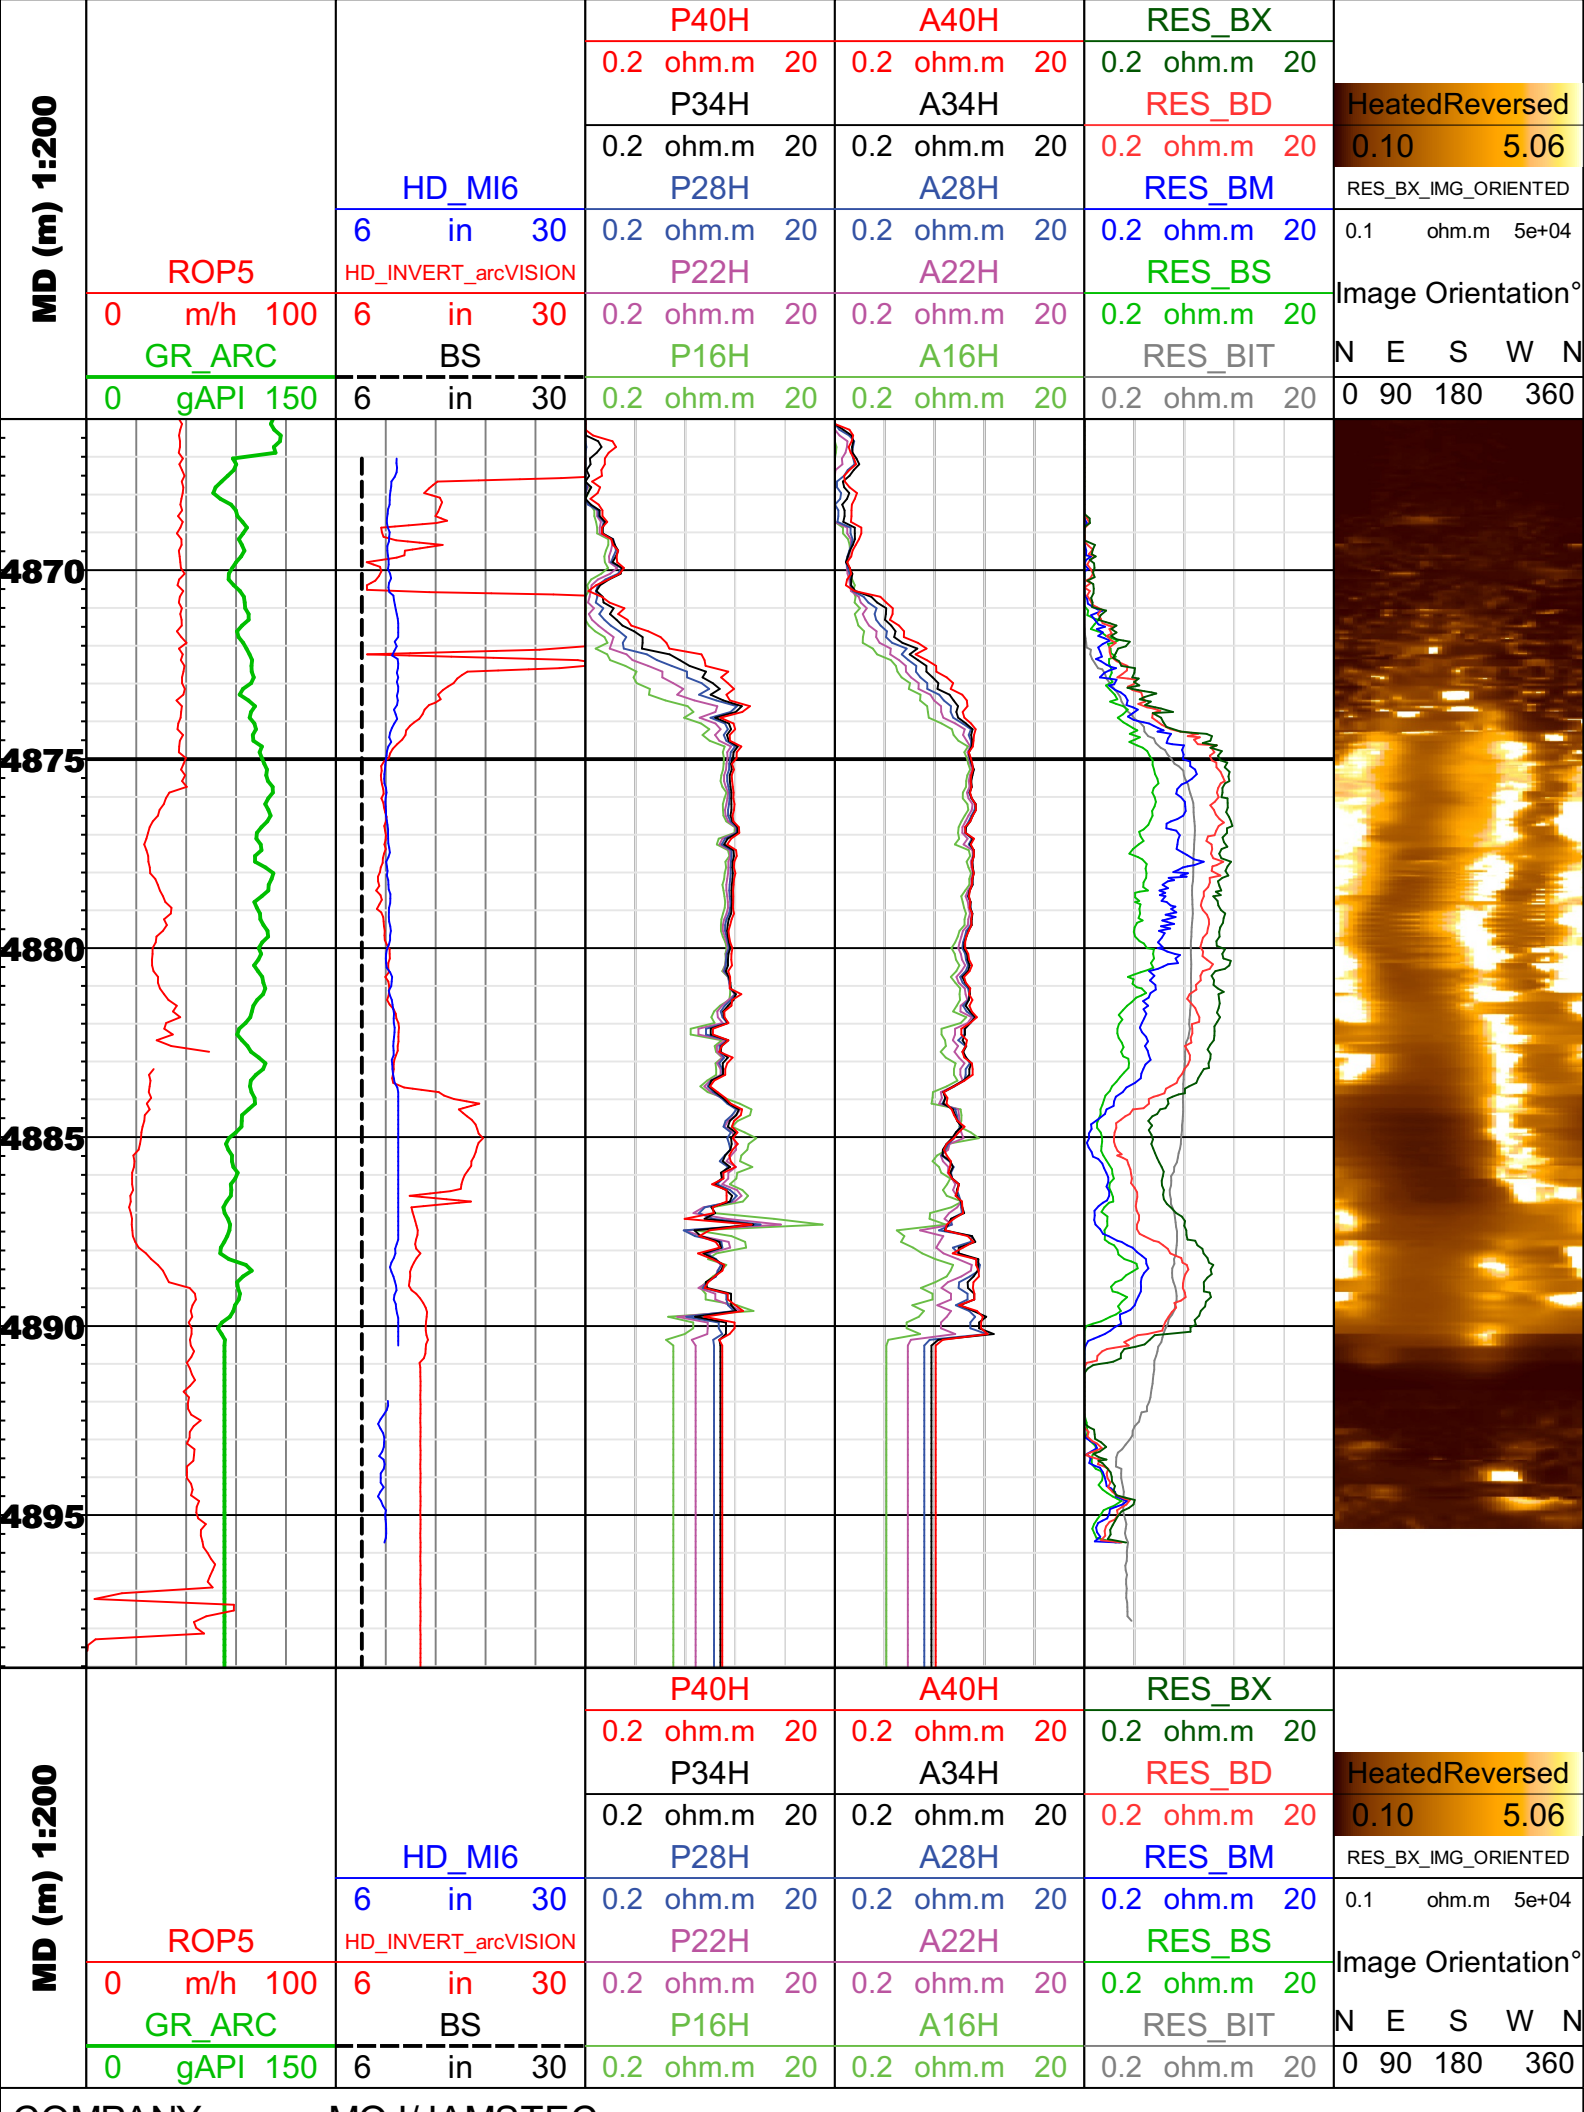 MD (m) 1:200
ROP5
0 m/h 100
GR_ARC
0 gAPI 150
HD_MI6
6 in 30
HD_INVERT_arcVISION
6 in 30
BS
6 in 30
P40H
0.2 ohm.m 20
P34H
0.2 ohm.m 20
P28H
0.2 ohm.m 20
P22H
0.2 ohm.m 20
P16H
0.2 ohm.m 20
A40H
0.2 ohm.m 20
A34H
0.2 ohm.m 20
A28H
0.2 ohm.m 20
A22H
0.2 ohm.m 20
A16H
0.2 ohm.m 20
RES_BX
0.2 ohm.m 20
RES_BD
0.2 ohm.m 20
RES_BM
0.2 ohm.m 20
RES_BS
0.2 ohm.m 20
RES_BIT
0.2 ohm.m 20
HeatedReversed
0.10 5.06
RES_BX_IMG_ORIENTED
0.1 ohm.m 5e+04
Image Orientation°
N E S W N
0 90 180 360
4870
4875
4880
4885
4890
4895
MD (m) 1:200
ROP5
0 m/h 100
GR_ARC
0 gAPI 150
HD_MI6
6 in 30
HD_INVERT_arcVISION
6 in 30
BS
6 in 30
P40H
0.2 ohm.m 20
P34H
0.2 ohm.m 20
P28H
0.2 ohm.m 20
P22H
0.2 ohm.m 20
P16H
0.2 ohm.m 20
A40H
0.2 ohm.m 20
A34H
0.2 ohm.m 20
A28H
0.2 ohm.m 20
A22H
0.2 ohm.m 20
A16H
0.2 ohm.m 20
RES_BX
0.2 ohm.m 20
RES_BD
0.2 ohm.m 20
RES_BM
0.2 ohm.m 20
RES_BS
0.2 ohm.m 20
RES_BIT
0.2 ohm.m 20
HeatedReversed
0.10 5.06
RES_BX_IMG_ORIENTED
0.1 ohm.m 5e+04
Image Orientation°
N E S W N
0 90 180 360
COMPANY